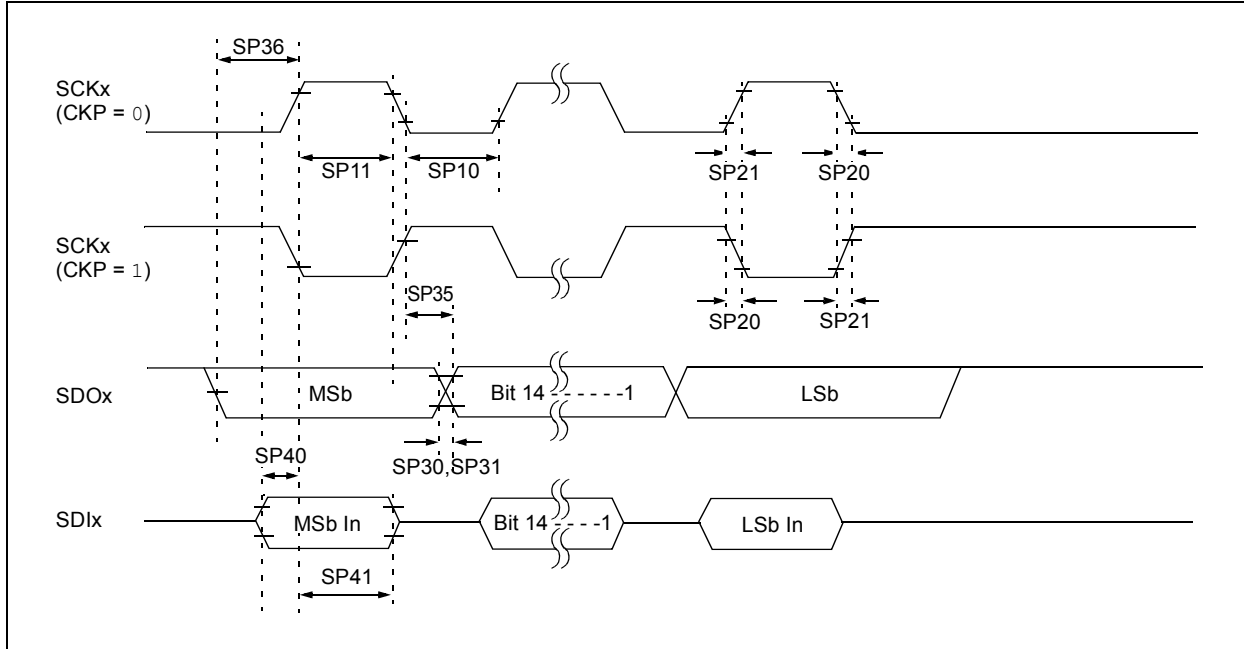 SP36
SCKx
(CKP = 0)
SP11
SP10
SP21
SP20
SCKx
(CKP = 1)
SP35
SP20
SP21
SDOx
MSb
Bit 14 - - - - - -1
LSb
SP30,SP31
SP40
SDIx
MSb In
Bit 14 - - - -1
LSb In
SP41